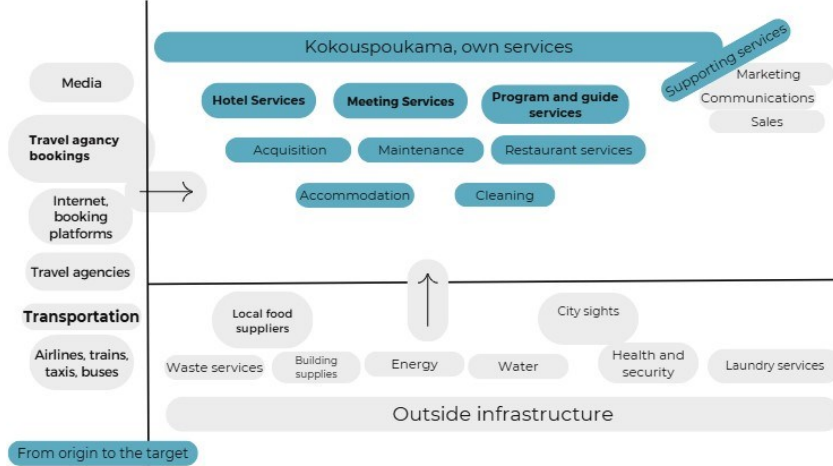 Kokouspoukama, own services
Supporting services
Marketing
Communications
Sales
Media
Travel agancy
bookings
Internet,
booking
platforms
Travel agencies
Transportation
Airlines, trains,
taxis, buses
From origin to the target
Hotel Services
Meeting Services
Program and guide
services
Acquisition
Maintenance
Restaurant services
Accommodation
Cleaning
Local food
suppliers
City sights
Waste services
Building
supplies
Energy
Water
Health and
security
Laundry services
Outside infrastructure